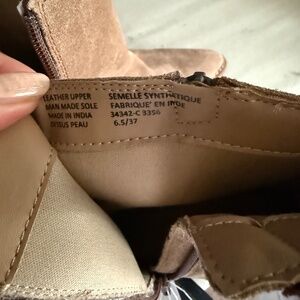 LEATHER UPPER
MAN MADE SOLE
MADE IN INDIA
DESSUS PEAU
SEMELLE SYNTHÉTIQUE
FABRIQUE' EN INDE
34342-C 3356
6.5/37